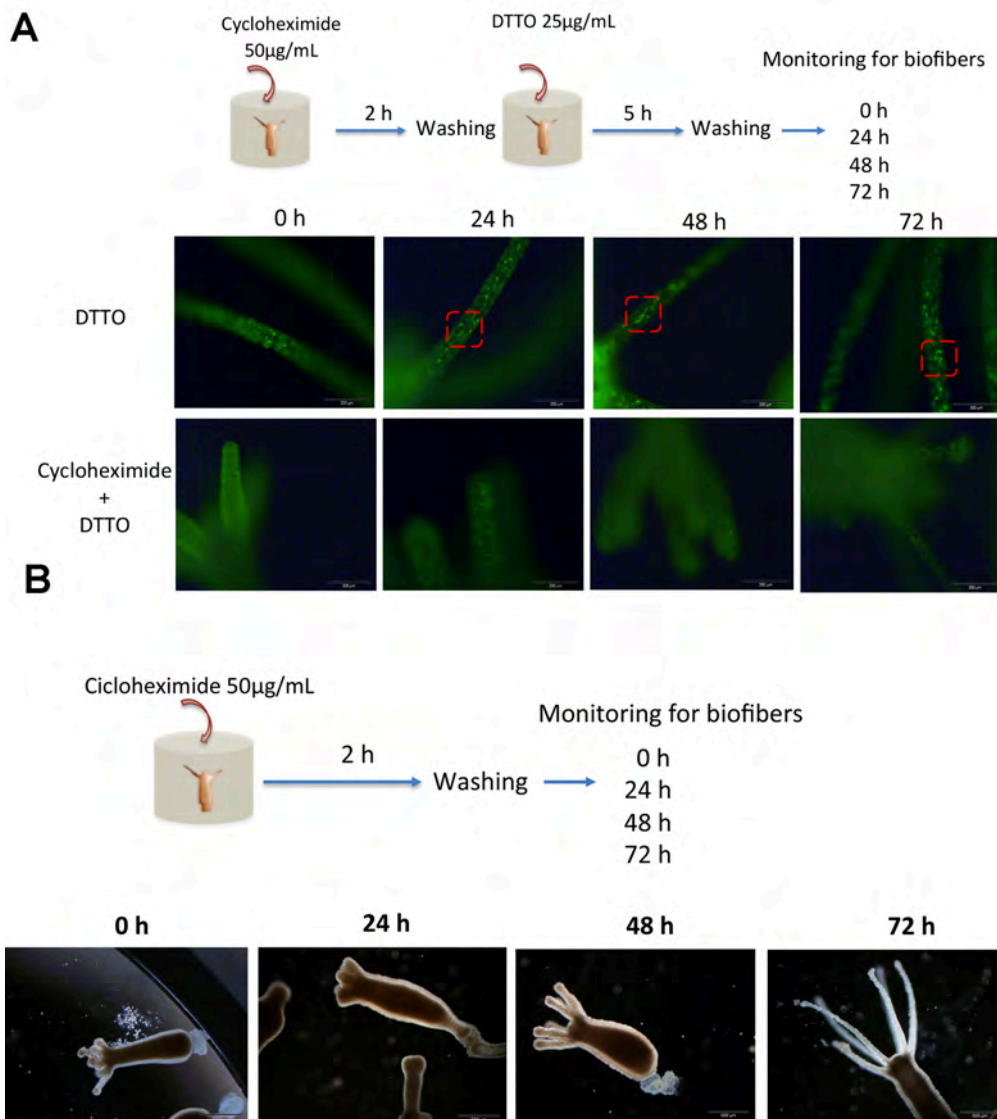 A
Cycloheximide
50µg/mL
DTTO 25µg/mL
Monitoring for biofibers
2 h
Washing
5 h
Washing
0 h
24 h
48 h
72 h
0 h
24 h
48 h
72 h
DTTO
Cycloheximide
+
DTTO
B
Cicloheximide 50µg/mL
Monitoring for biofibers
2 h
Washing
0 h
24 h
48 h
72 h
0 h
24 h
48 h
72 h